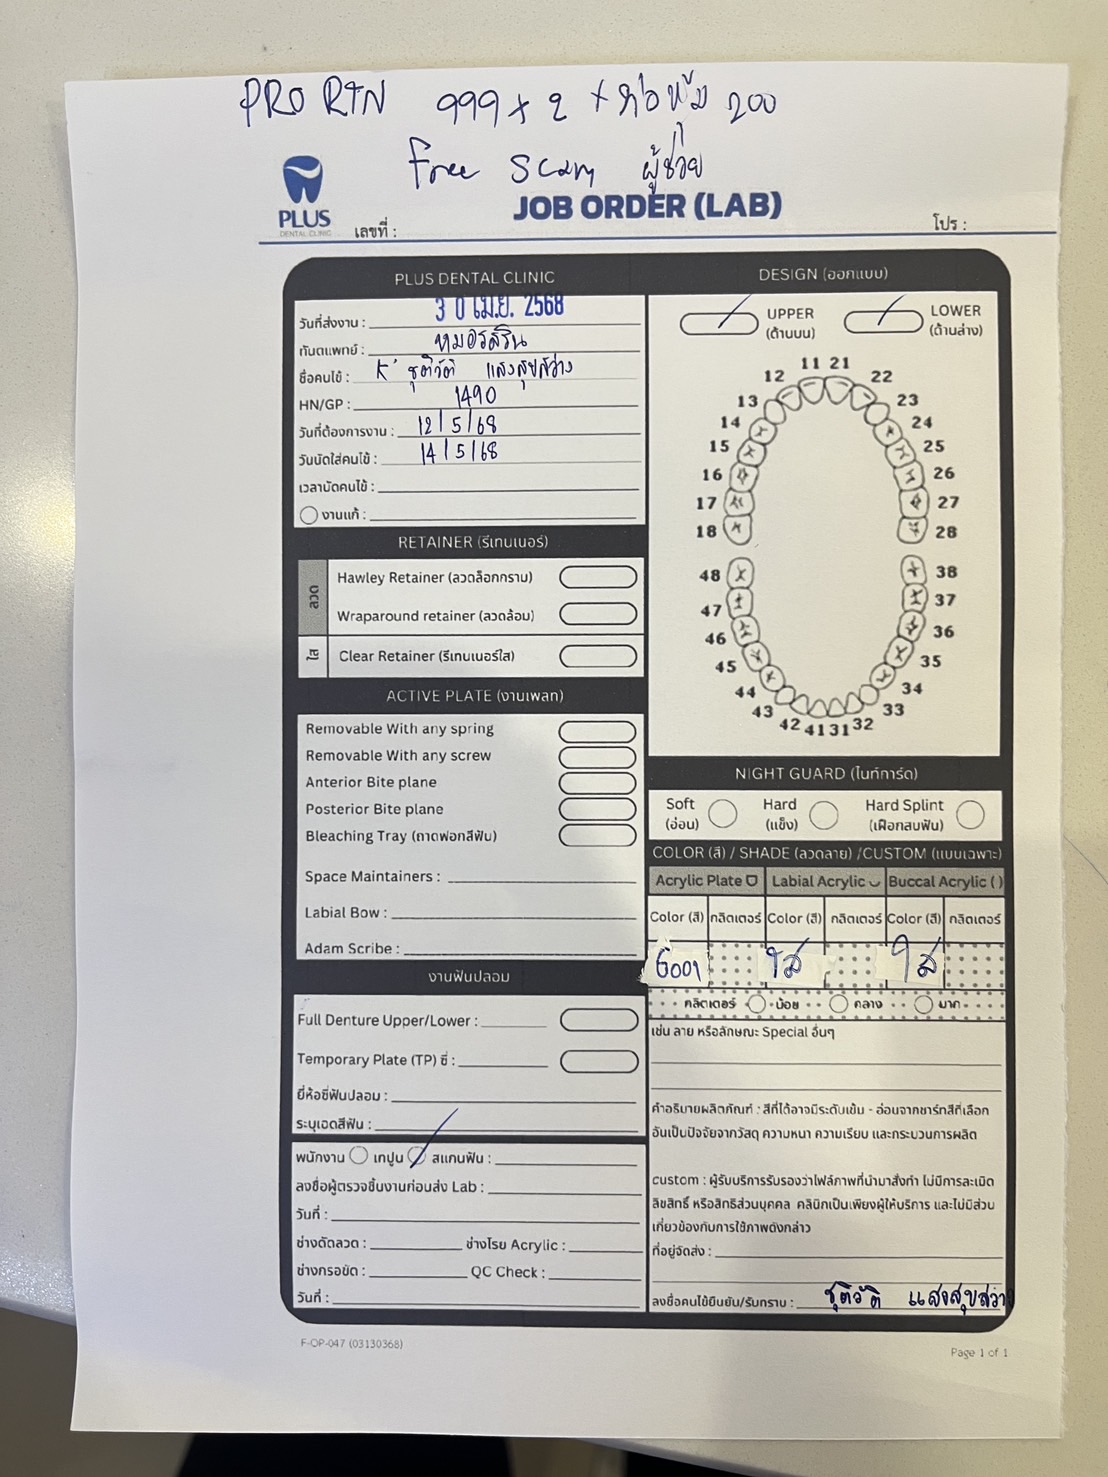 PRO RTN 999 x 2 + ท่อหุ้ม 200
Free Scan ผู้ช่วย
PLUS
DENTAL CLINIC
JOB ORDER (LAB)
เลขที่ :
โปร :
PLUS DENTAL CLINIC
วันที่ส่งงาน : 30 เม.ย. 2568
ทันตแพทย์ : หมอรสริน
ชื่อคนไข้ : K' ชุติวัติ แสงสุขสว่าง
HN/GP : 1490
วันที่ต้องการงาน : 12/5/68
วันนัดใส่คนไข้ : 14/5/68
เวลานัดคนไข้ :
งานแก้ :
RETAINER (รีเทนเนอร์)
ลวด
Hawley Retainer (ลวดล็อกกราม)
Wraparound retainer (ลวดล้อม)
ใส
Clear Retainer (รีเทนเนอร์ใส)
ACTIVE PLATE (งานเพลท)
Removable With any spring
Removable With any screw
Anterior Bite plane
Posterior Bite plane
Bleaching Tray (ถาดฟอกสีฟัน)
Space Maintainers :
Labial Bow :
Adam Scribe :
งานฟันปลอม
Full Denture Upper/Lower :
Temporary Plate (TP) ซี่ :
ยี่ห้อซี่ฟันปลอม :
ระบุเฉดสีฟัน :
พนักงาน เทปูน สแกนฟัน :
ลงชื่อผู้ตรวจชิ้นงานก่อนส่ง Lab :
วันที่ :
ช่างดัดลวด : ช่างโรย Acrylic :
ช่างกรอขัด : QC Check :
วันที่ :
DESIGN (ออกแบบ)
UPPER (ด้านบน)
LOWER (ด้านล่าง)
11 21
12 22
13 23
14 24
15 25
16 26
17 27
18 28
48 38
47 37
46 36
45 35
44 34
43 33
42 41 31 32
NIGHT GUARD (ไนท์การ์ด)
Soft (อ่อน) Hard (แข็ง) Hard Splint (เฝือกสบฟัน)
COLOR (สี) / SHADE (ลวดลาย) /CUSTOM (แบบเฉพาะ)
Acrylic Plate Labial Acrylic Buccal Acrylic ( )
Color (สี) กลิตเตอร์ Color (สี) กลิตเตอร์ Color (สี) กลิตเตอร์
G001 ใส ใส
กลิตเตอร์ น้อย กลาง มาก
เช่น ลาย หรือลักษณะ Special อื่นๆ
คำอธิบายผลิตภัณฑ์ : สีที่ได้อาจมีระดับเข้ม - อ่อนจากชาร์ทสีที่เลือก
อันเป็นปัจจัยจากวัสดุ ความหนา ความเรียบ และกระบวนการผลิต
custom : ผู้รับบริการรับรองว่าไฟล์ภาพที่นำมาสั่งทำ ไม่มีการละเมิด
ลิขสิทธิ์ หรือสิทธิส่วนบุคคล คลินิกเป็นเพียงผู้ให้บริการ และไม่มีส่วน
เกี่ยวข้องกับการใช้ภาพดังกล่าว
ที่อยู่จัดส่ง :
ลงชื่อคนไข้ยืนยัน/รับทราบ : ชุติวัติ แสงสุขสว่าง
F-OP-047 (03130368)
Page 1 of 1